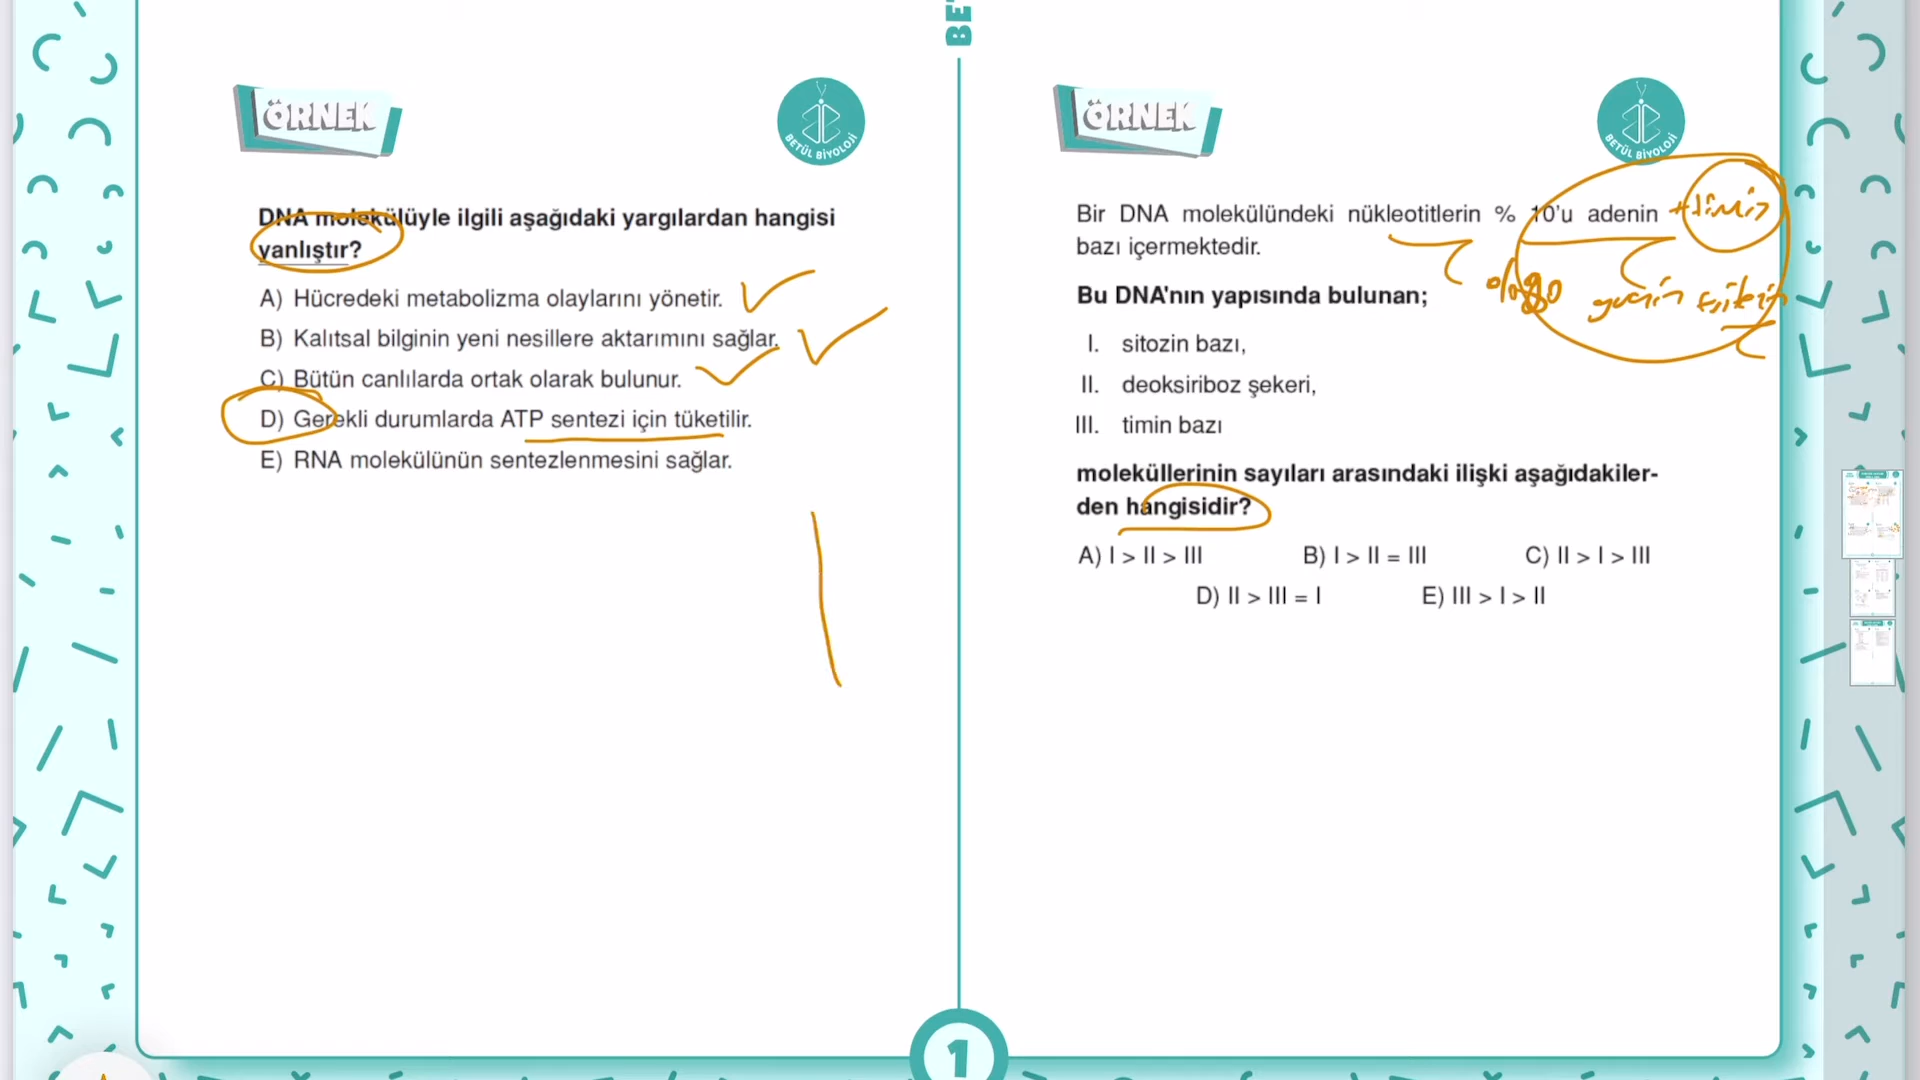 BE
ÖRNEK
BETÜL BİYOLOJİ
DNA molekülüyle ilgili aşağıdaki yargılardan hangisi
yanlıştır?
A) Hücredeki metabolizma olaylarını yönetir.
B) Kalıtsal bilginin yeni nesillere aktarımını sağlar.
C) Bütün canlılarda ortak olarak bulunur.
D) Gerekli durumlarda ATP sentezi için tüketilir.
E) RNA molekülünün sentezlenmesini sağlar.
ÖRNEK
BETÜL BİYOLOJİ
Bir DNA molekülündeki nükleotitlerin % 10'u adenin +timin
bazı içermektedir.
Bu DNA'nın yapısında bulunan;
I. sitozin bazı,
II. deoksiriboz şekeri,
III. timin bazı
moleküllerinin sayıları arasındaki ilişki aşağıdakiler-
den hangisidir?
A) I > II > III B) I > II = III C) II > I > III
D) II > III = I E) III > I > II
1